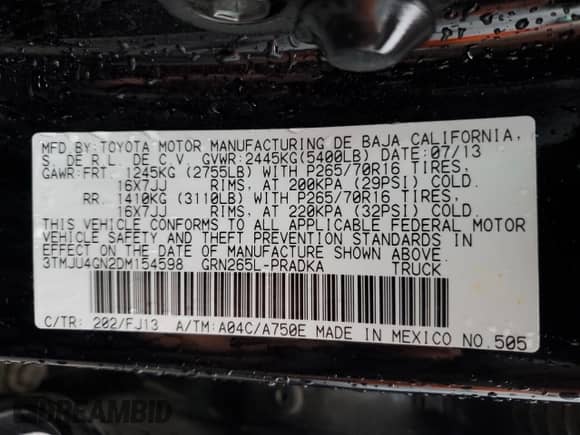 MFD.BY:TOYOTA MOTOR MANUFACTURING DE BAJA CALIFORNIA,
S. DE R.L. DE C.V. GVWR:2445KG(5400LB) DATE:07/13
GAWR:FRT. 1245KG (2755LB) WITH P265/70R16 TIRES,
16X7JJ RIMS, AT 200KPA (29PSI) COLD.
RR. 1410KG (3110LB) WITH P265/70R16 TIRES,
16X7JJ RIMS, AT 220KPA (32PSI) COLD.
THIS VEHICLE CONFORMS TO ALL APPLICABLE FEDERAL MOTOR
VEHICLE SAFETY AND THEFT PREVENTION STANDARDS IN
EFFECT ON THE DATE OF MANUFACTURE SHOWN ABOVE.
3TMJU4GN2DM154598 GRN265L-PRADKA TRUCK
C/TR: 202/FJ13 A/TM:A04C/A750E MADE IN MEXICO NO.505
DREAMBID